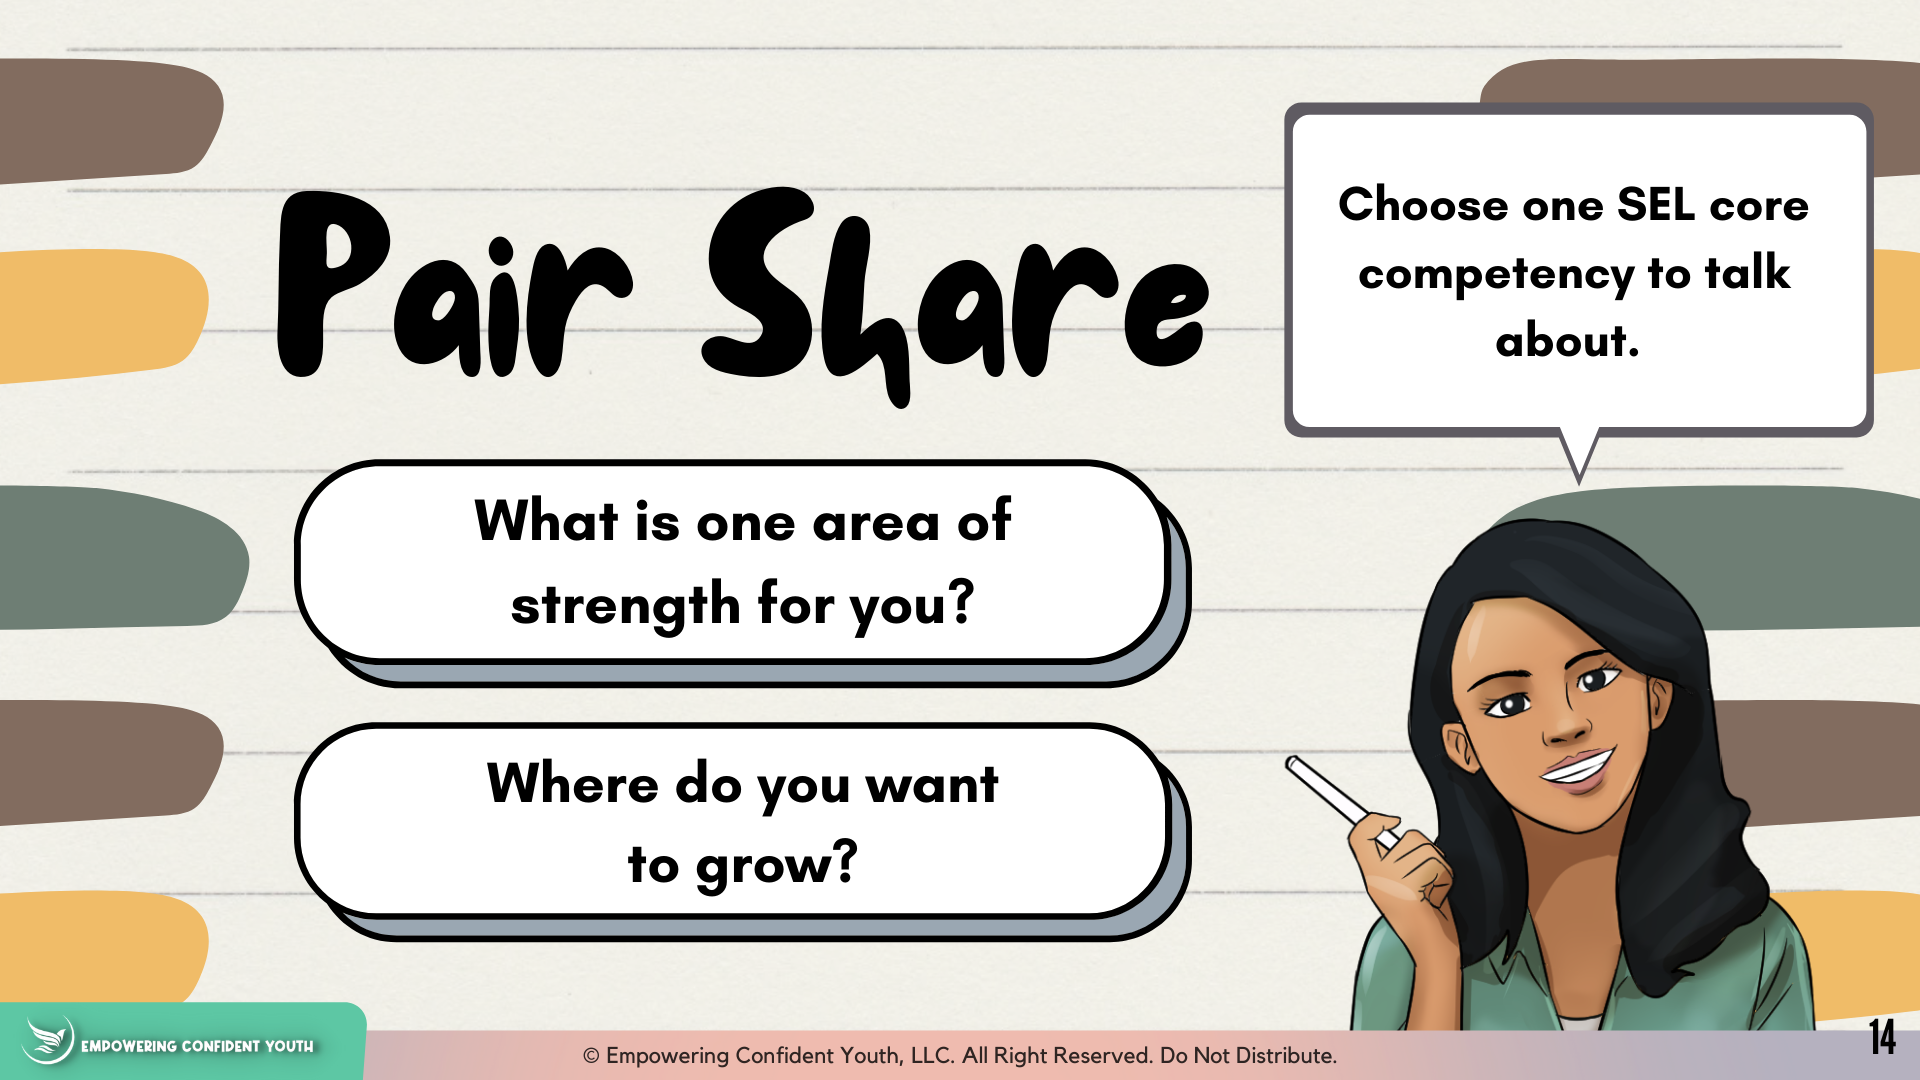 Pair Share
Choose one SEL core
competency to talk
about.
What is one area of
strength for you?
Where do you want
to grow?
EMPOWERING CONFIDENT YOUTH
© Empowering Confident Youth, LLC. All Right Reserved. Do Not Distribute.
14